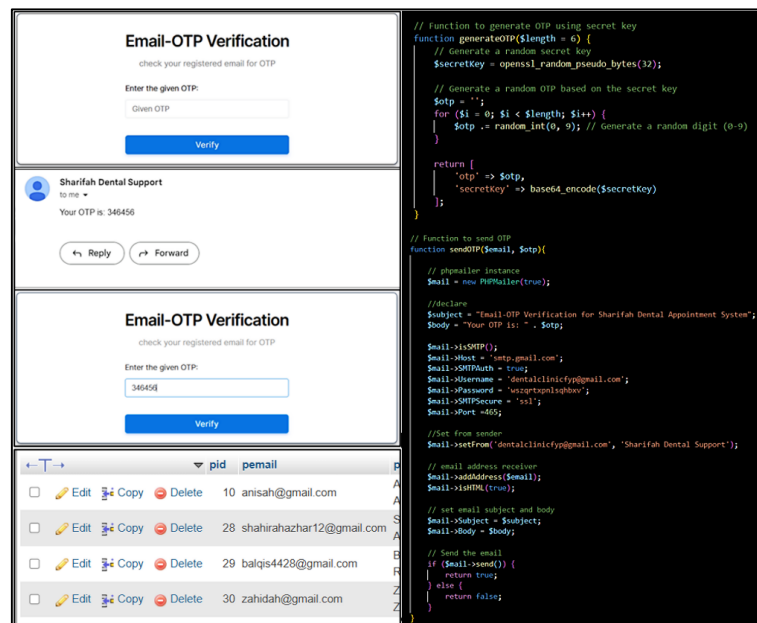 Email-OTP Verification
check your registered email for OTP
Enter the given OTP:
Given OTP
Verify
Sharifah Dental Support
to me
Your OTP is: 346456
Reply Forward
Email-OTP Verification
check your registered email for OTP
Enter the given OTP:
346456
Verify
←T→ pid pemail p
Edit Copy Delete 10 anisah@gmail.com A
A
Edit Copy Delete 28 shahirahazhar12@gmail.com S
A
Edit Copy Delete 29 balqis4428@gmail.com B
R
Edit Copy Delete 30 zahidah@gmail.com Z
Z
// Function to generate OTP using secret key
function generateOTP($length = 6) {
// Generate a random secret key
$secretKey = openssl_random_pseudo_bytes(32);
// Generate a random OTP based on the secret key
$otp = '';
for ($i = 0; $i < $length; $i++) {
$otp .= random_int(0, 9); // Generate a random digit (0-9)
}
return [
'otp' => $otp,
'secretKey' => base64_encode($secretKey)
];
}
// Function to send OTP
function sendOTP($email, $otp){
// phpmailer instance
$mail = new PHPMailer(true);
//declare
$subject = "Email-OTP Verification for Sharifah Dental Appointment System";
$body = "Your OTP is: " . $otp;
$mail->isSMTP();
$mail->Host = 'smtp.gmail.com';
$mail->SMTPAuth = true;
$mail->Username = 'dentalclinicfyp@gmail.com';
$mail->Password = 'wszqrtxpnlsqhbxv';
$mail->SMTPSecure = 'ssl';
$mail->Port =465;
//Set from sender
$mail->setFrom('dentalclinicfyp@gmail.com', 'Sharifah Dental Support');
// email address receiver
$mail->addAddress($email);
$mail->isHTML(true);
// set email subject and body
$mail->Subject = $subject;
$mail->Body = $body;
// Send the email
if ($mail->send()) {
return true;
} else {
return false;
}
}